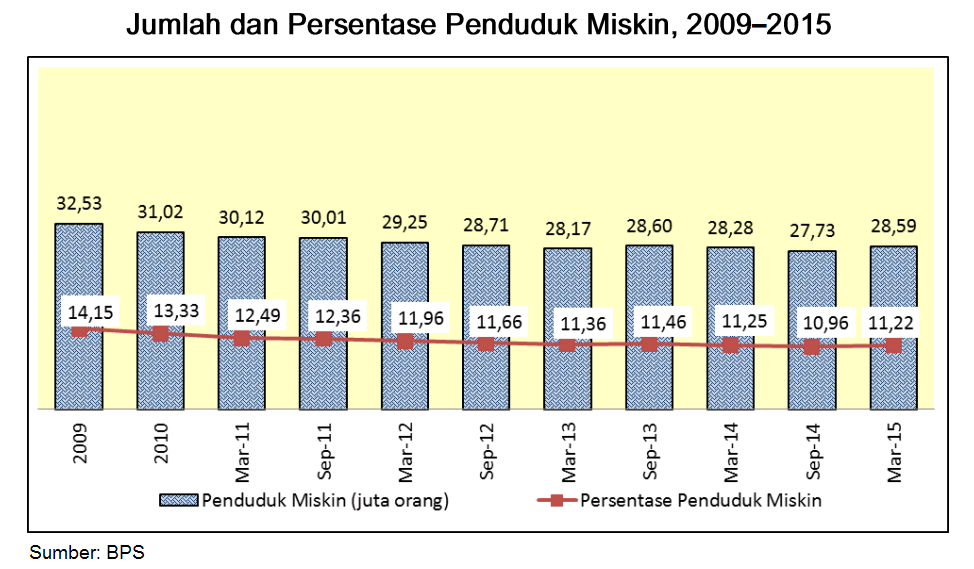 Jumlah dan Persentase Penduduk Miskin, 2009–2015
32,53 31,02 30,12 30,01 29,25 28,71 28,17 28,60 28,28 27,73 28,59
14,15 13,33 12,49 12,36 11,96 11,66 11,36 11,46 11,25 10,96 11,22
2009 2010 Mar-11 Sep-11 Mar-12 Sep-12 Mar-13 Sep-13 Mar-14 Sep-14 Mar-15
Penduduk Miskin (juta orang) Persentase Penduduk Miskin
Sumber: BPS